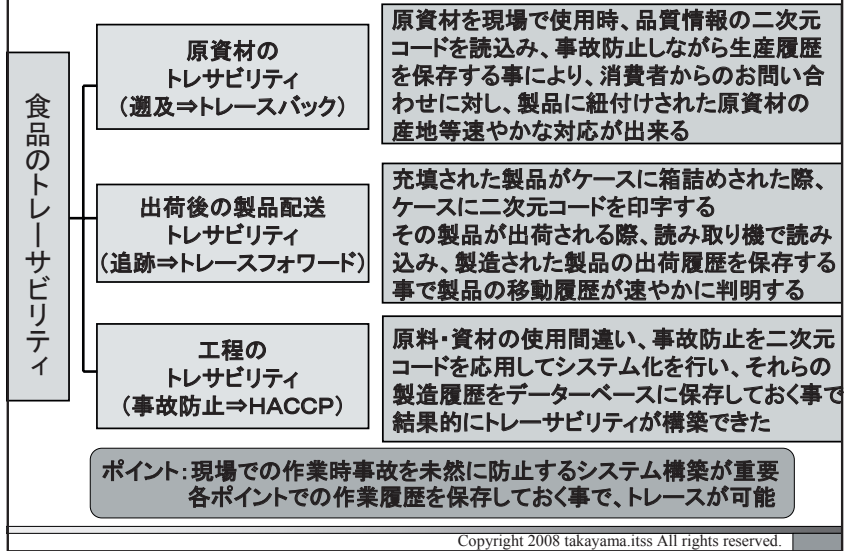 食品のトレーサビリティ
原資材の
トレサビリティ
(遡及⇒トレースバック)
原資材を現場で使用時、品質情報の二次元
コードを読込み、事故防止しながら生産履歴
を保存する事により、消費者からのお問い合
わせに対し、製品に紐付けされた原資材の
産地等速やかな対応が出来る
出荷後の製品配送
トレサビリティ
(追跡⇒トレースフォワード)
充填された製品がケースに箱詰めされた際、
ケースに二次元コードを印字する
その製品が出荷される際、読み取り機で読み
込み、製造された製品の出荷履歴を保存する
事で製品の移動履歴が速やかに判明する
工程の
トレサビリティ
(事故防止⇒HACCP)
原料・資材の使用間違い、事故防止を二次元
コードを応用してシステム化を行い、それらの
製造履歴をデーターベースに保存しておく事で
結果的にトレーサビリティが構築できた
ポイント:現場での作業時事故を未然に防止するシステム構築が重要
各ポイントでの作業履歴を保存しておく事で、トレースが可能
Copyright 2008 takayama.itss All rights reserved.